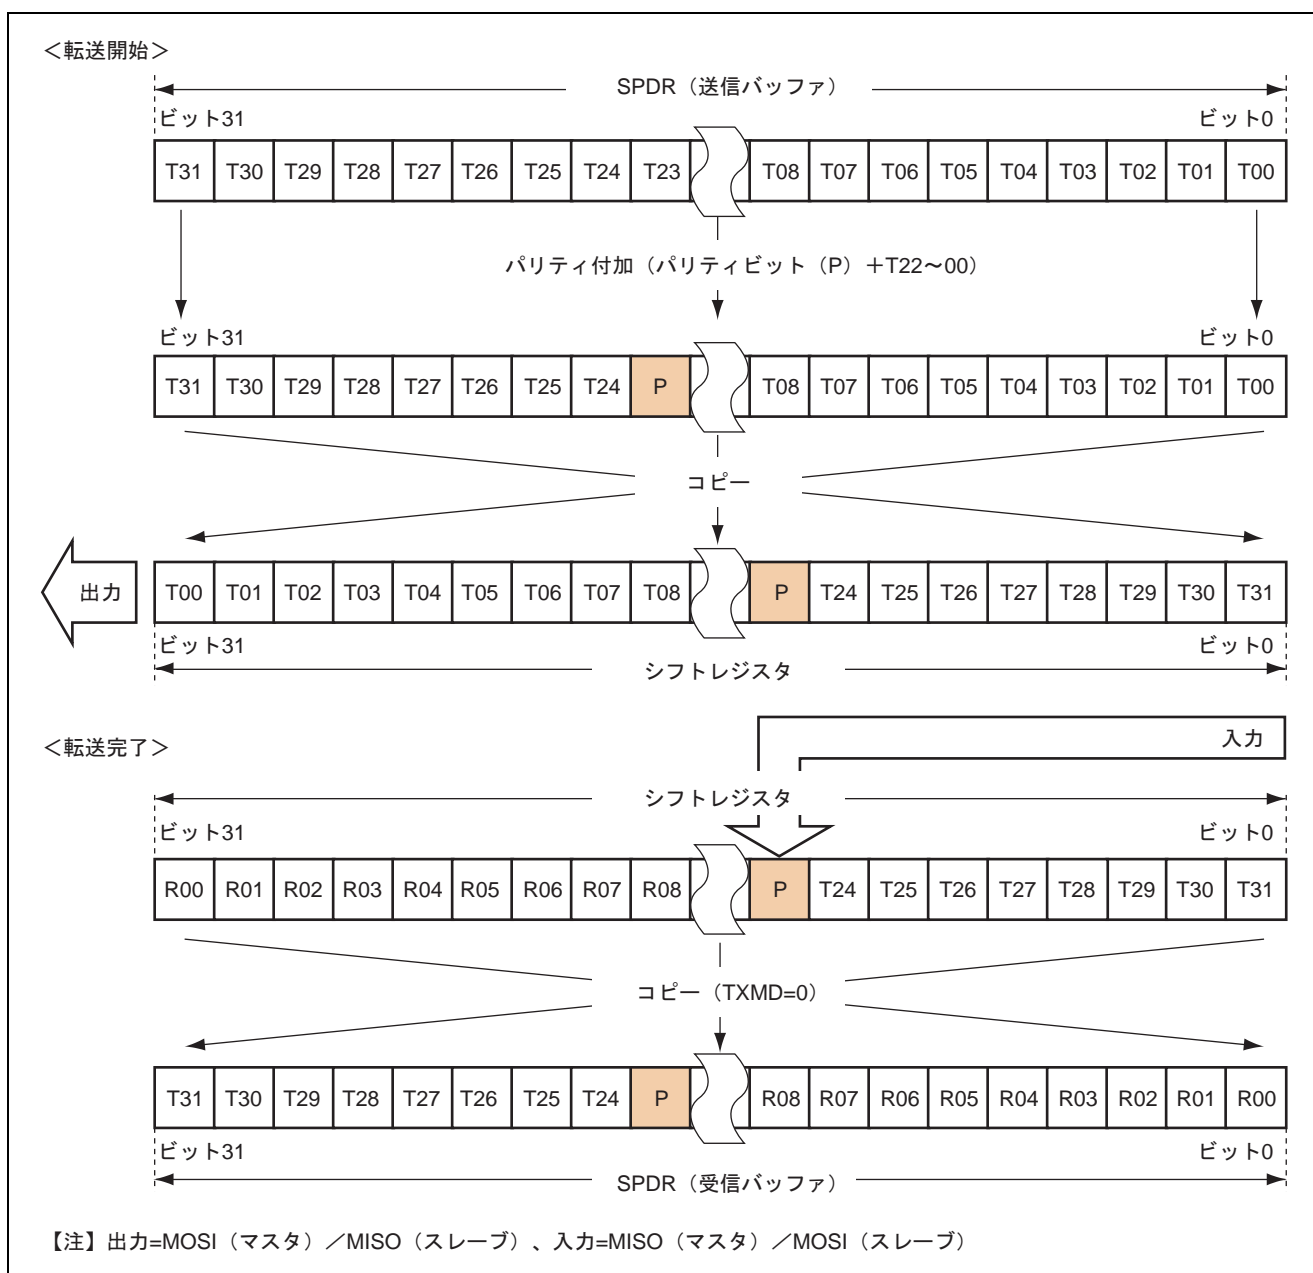 ＜転送開始＞
SPDR（送信バッファ）
ビット31 ビット0
T31 T30 T29 T28 T27 T26 T25 T24 T23 T08 T07 T06 T05 T04 T03 T02 T01 T00
パリティ付加（パリティビット（P）＋T22～00）
ビット31 ビット0
T31 T30 T29 T28 T27 T26 T25 T24 P T08 T07 T06 T05 T04 T03 T02 T01 T00
コピー
出力 T00 T01 T02 T03 T04 T05 T06 T07 T08 P T24 T25 T26 T27 T28 T29 T30 T31
ビット31 ビット0
シフトレジスタ
＜転送完了＞
入力
シフトレジスタ
ビット31 ビット0
R00 R01 R02 R03 R04 R05 R06 R07 R08 P T24 T25 T26 T27 T28 T29 T30 T31
コピー（TXMD=0）
T31 T30 T29 T28 T27 T26 T25 T24 P R08 R07 R06 R05 R04 R03 R02 R01 R00
ビット31 ビット0
SPDR（受信バッファ）
【注】出力=MOSI（マスタ）／MISO（スレーブ）、入力=MISO（マスタ）／MOSI（スレーブ）